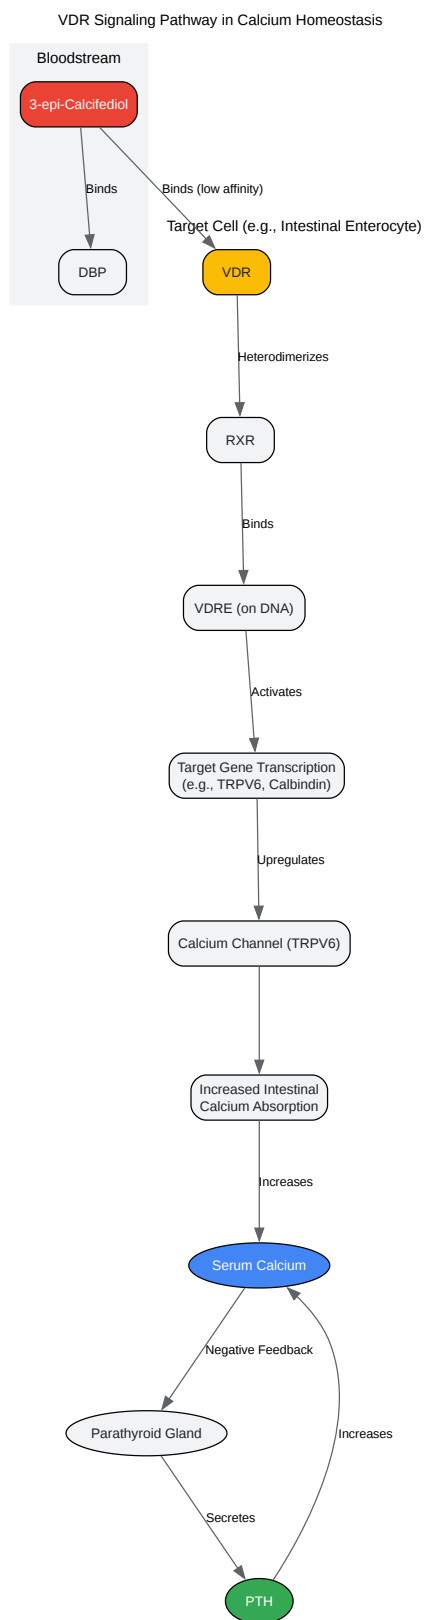 VDR Signaling Pathway in Calcium Homeostasis
Bloodstream
3-epi-Calcifediol
Binds
Binds (low affinity)
Target Cell (e.g., Intestinal Enterocyte)
DBP
VDR
Heterodimerizes
RXR
Binds
VDRE (on DNA)
Activates
Target Gene Transcription
(e.g., TRPV6, Calbindin)
Upregulates
Calcium Channel (TRPV6)
Increased Intestinal
Calcium Absorption
Increases
Serum Calcium
Negative Feedback
Parathyroid Gland
Increases
Secretes
PTH